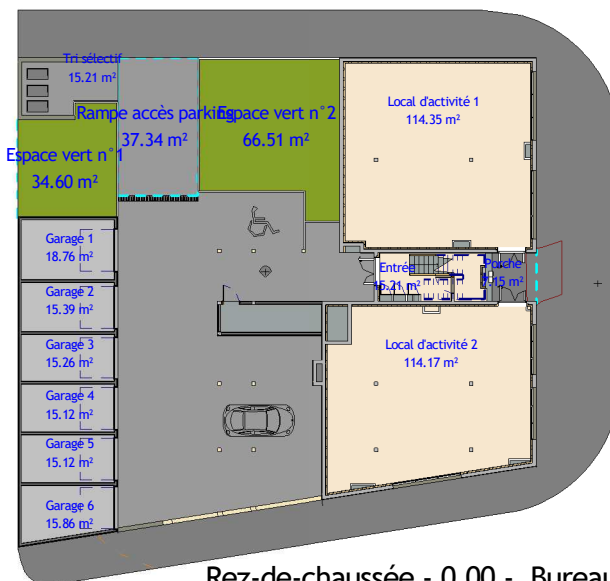 Tri sélectif
15.21 m²
Rampe accès parking
37.34 m²
Espace vert n°2
66.51 m²
Local d'activité 1
114.35 m²
Espace vert n°1
34.60 m²
Garage 1
18.76 m²
Garage 2
15.39 m²
Garage 3
15.26 m²
Garage 4
15.12 m²
Garage 5
15.12 m²
Garage 6
15.86 m²
Entrée
15.21 m²
Porche
Local d'activité 2
114.17 m²
Rez-de-chaussée - 0.00 - Bureau